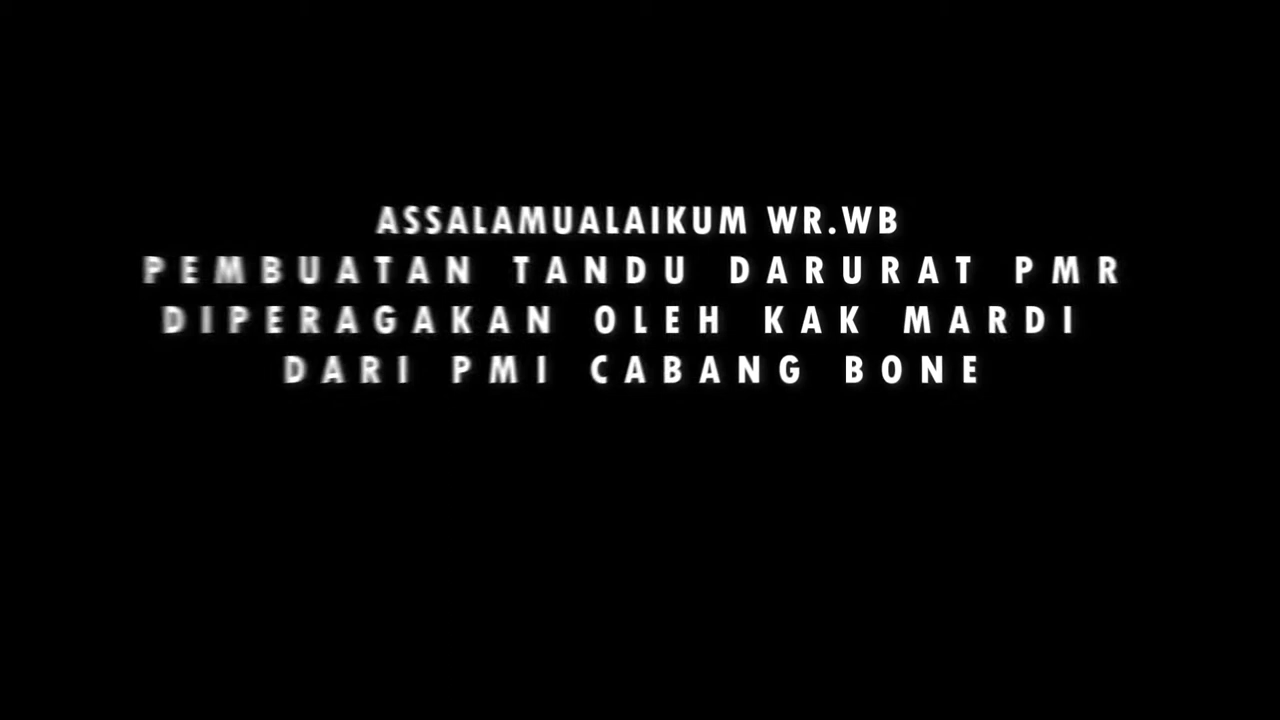 ASSALAMUALAIKUM WR.WB
PEMBUATAN TANDU DARURAT PMR
DIPERAGAKAN OLEH KAK MARDI
DARI PMI CABANG BONE